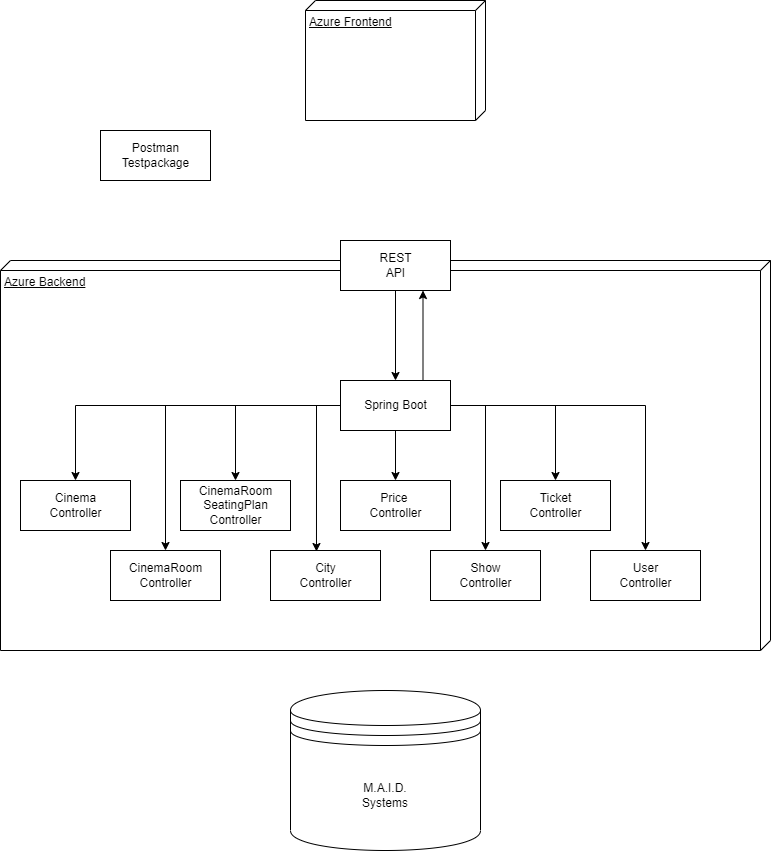 Azure Frontend
Postman
Testpackage
REST
API
Azure Backend
Spring Boot
Cinema
Controller
CinemaRoom
SeatingPlan
Controller
Price
Controller
Ticket
Controller
CinemaRoom
Controller
City
Controller
Show
Controller
User
Controller
M.A.I.D.
Systems